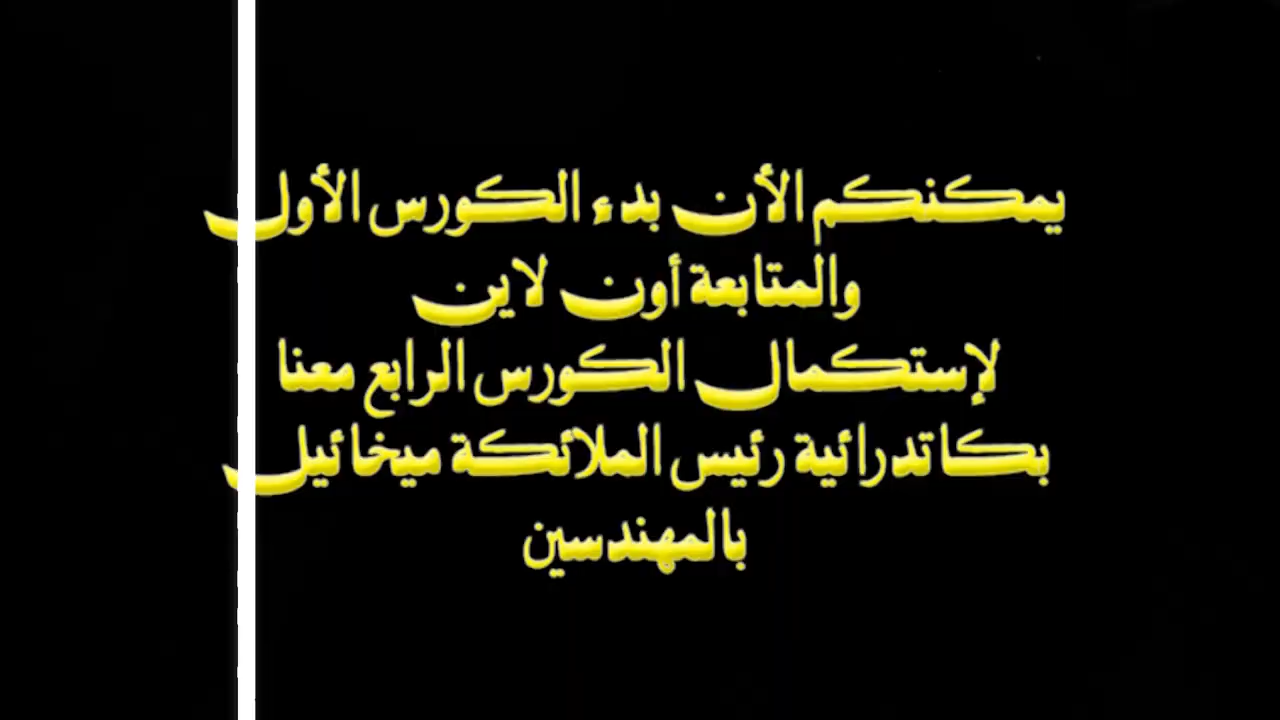 يمكنكم الأن بدء الكورس الأول
والمتابعة أون لاين
لإستكمال الكورس الرابع معنا
بكاتدرائية رئيس الملائكة ميخائيل
بالمهندسين